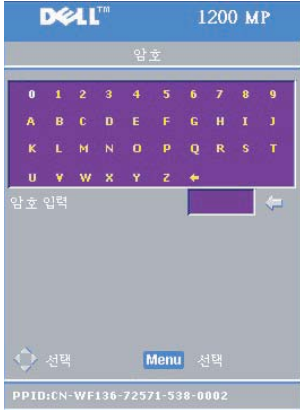 DELL™ 1200 MP
암호
0 1 2 3 4 5 6 7 8 9
A B C D E F G H I J
K L M N O P Q R S T
U V W X Y Z ←
암호 입력
선택 Menu 선택
PPID:CN-WF136-72571-538-0002